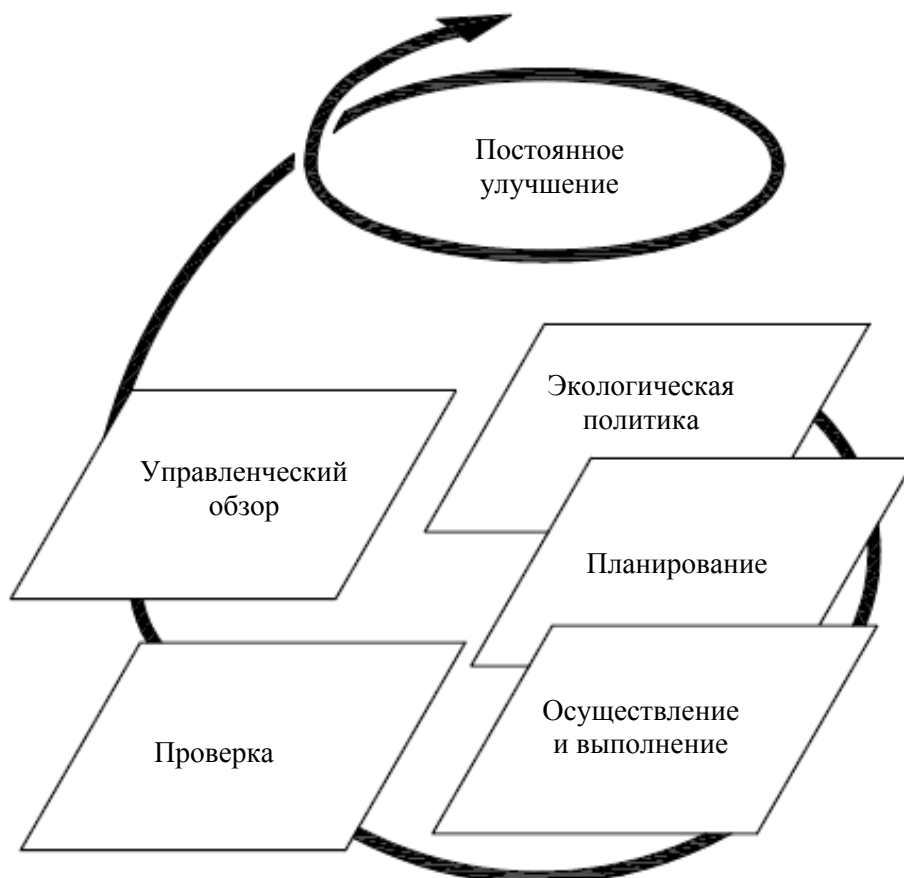 Постоянное
улучшение
Экологическая
политика
Управленческий
обзор
Планирование
Осуществление
и выполнение
Проверка